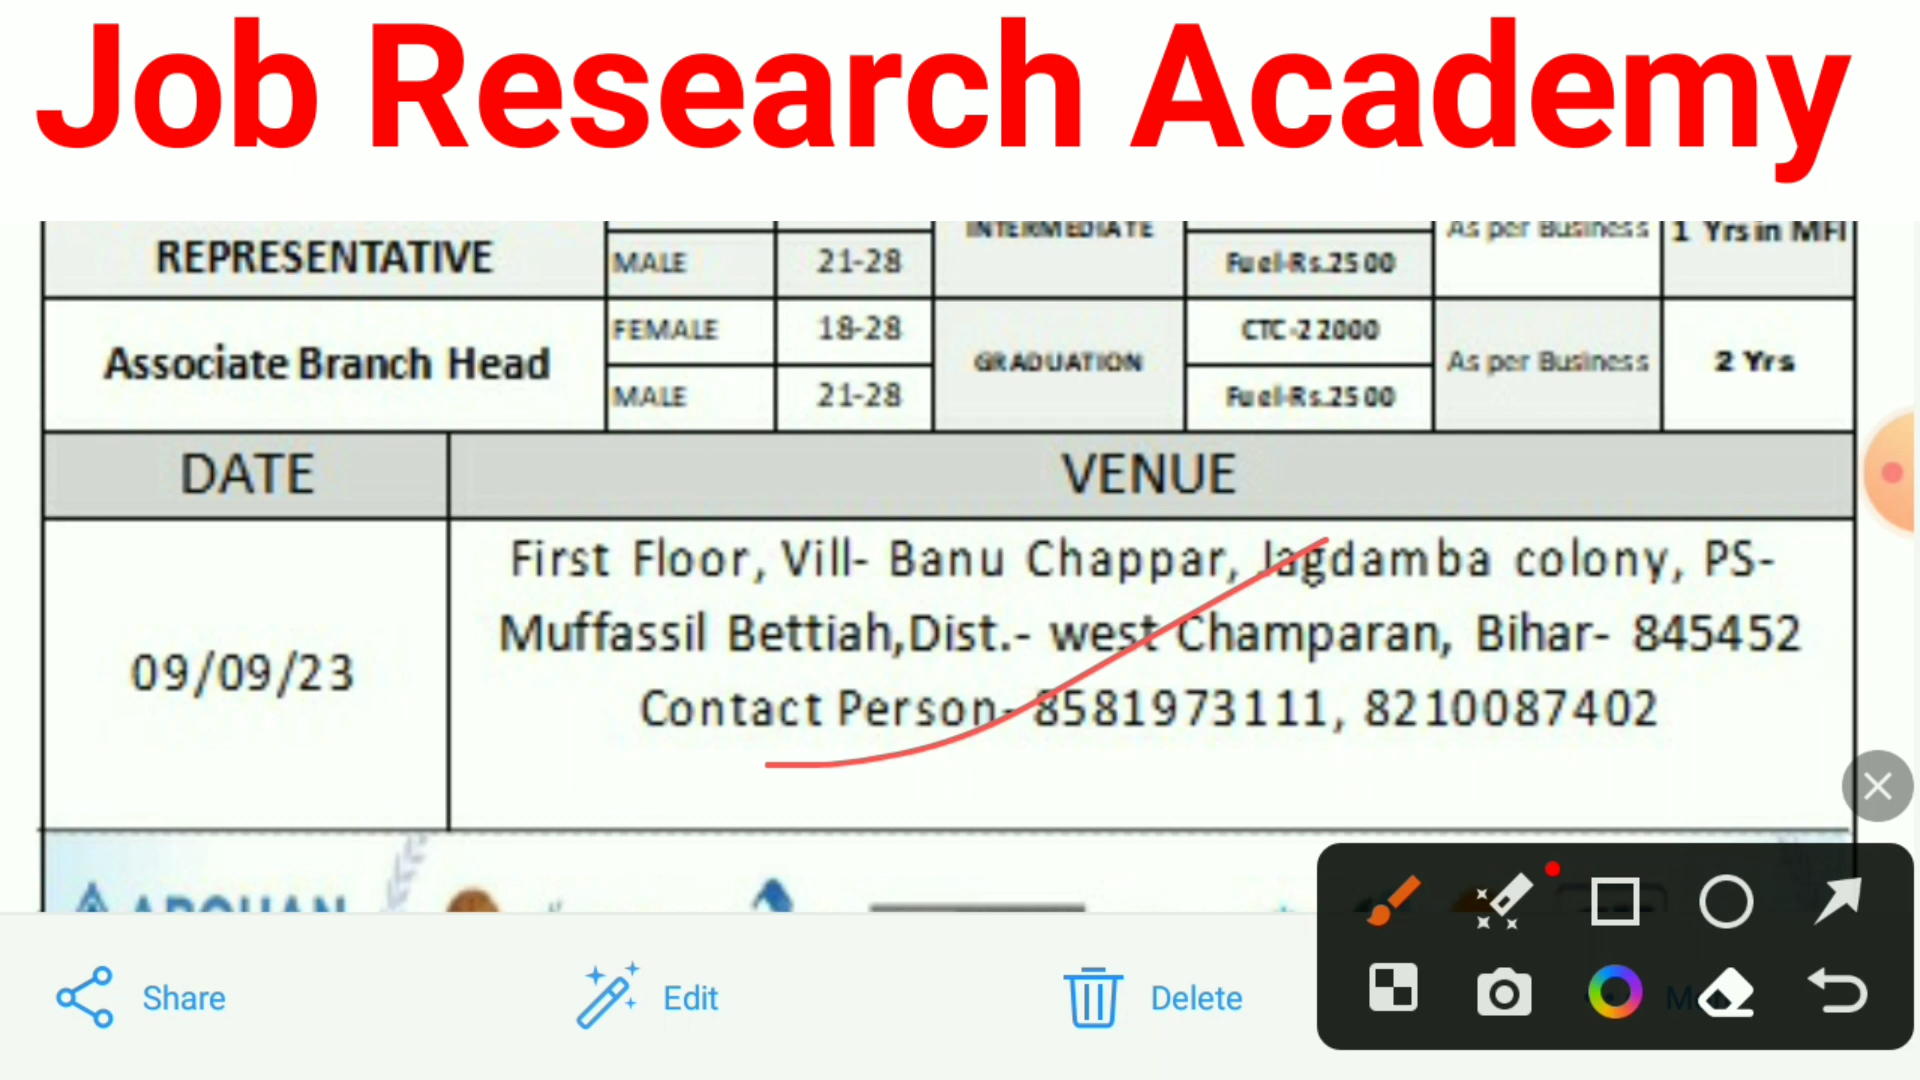 Job Research Academy
INTERMEDIATE As per Business 1 Yrs in MFI
REPRESENTATIVE MALE 21-28 Fuel-Rs.2500
FEMALE 18-28 CTC-22000
Associate Branch Head GRADUATION As per Business 2 Yrs
MALE 21-28 Fuel-Rs.2500
DATE VENUE
First Floor, Vill- Banu Chappar, Jagdamba colony, PS-
Muffassil Bettiah,Dist.- west Champaran, Bihar- 845452
09/09/23
Contact Person- 8581973111, 8210087402
Share Edit Delete